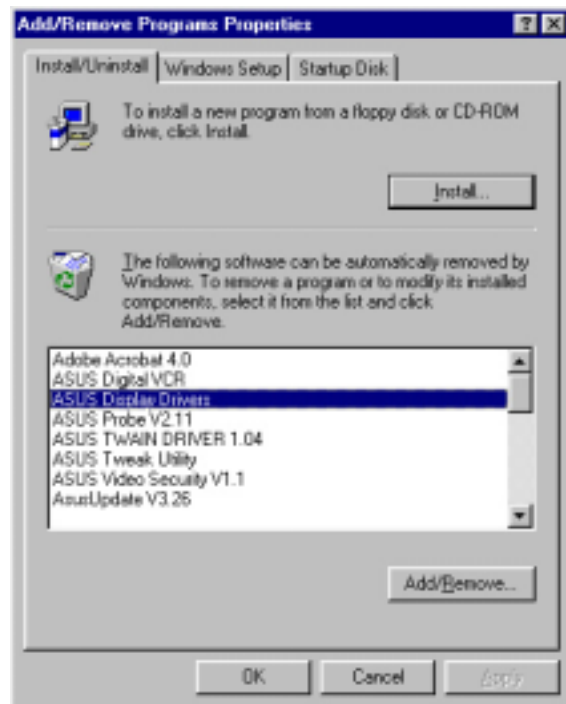 Add/Remove Programs Properties
Install/Uninstall Windows Setup Startup Disk
To install a new program from a floppy disk or CD-ROM
drive, click Install.
Install...
The following software can be automatically removed by
Windows. To remove a program or to modify its installed
components, select it from the list and click
Add/Remove.
Adobe Acrobat 4.0
ASUS Digital VCR
ASUS Display Drivers
ASUS Probe V2.11
ASUS TWAIN DRIVER 1.04
ASUS Tweak Utility
ASUS Video Security V1.1
AsusUpdate V3.26
Add/Remove...
OK Cancel Apply